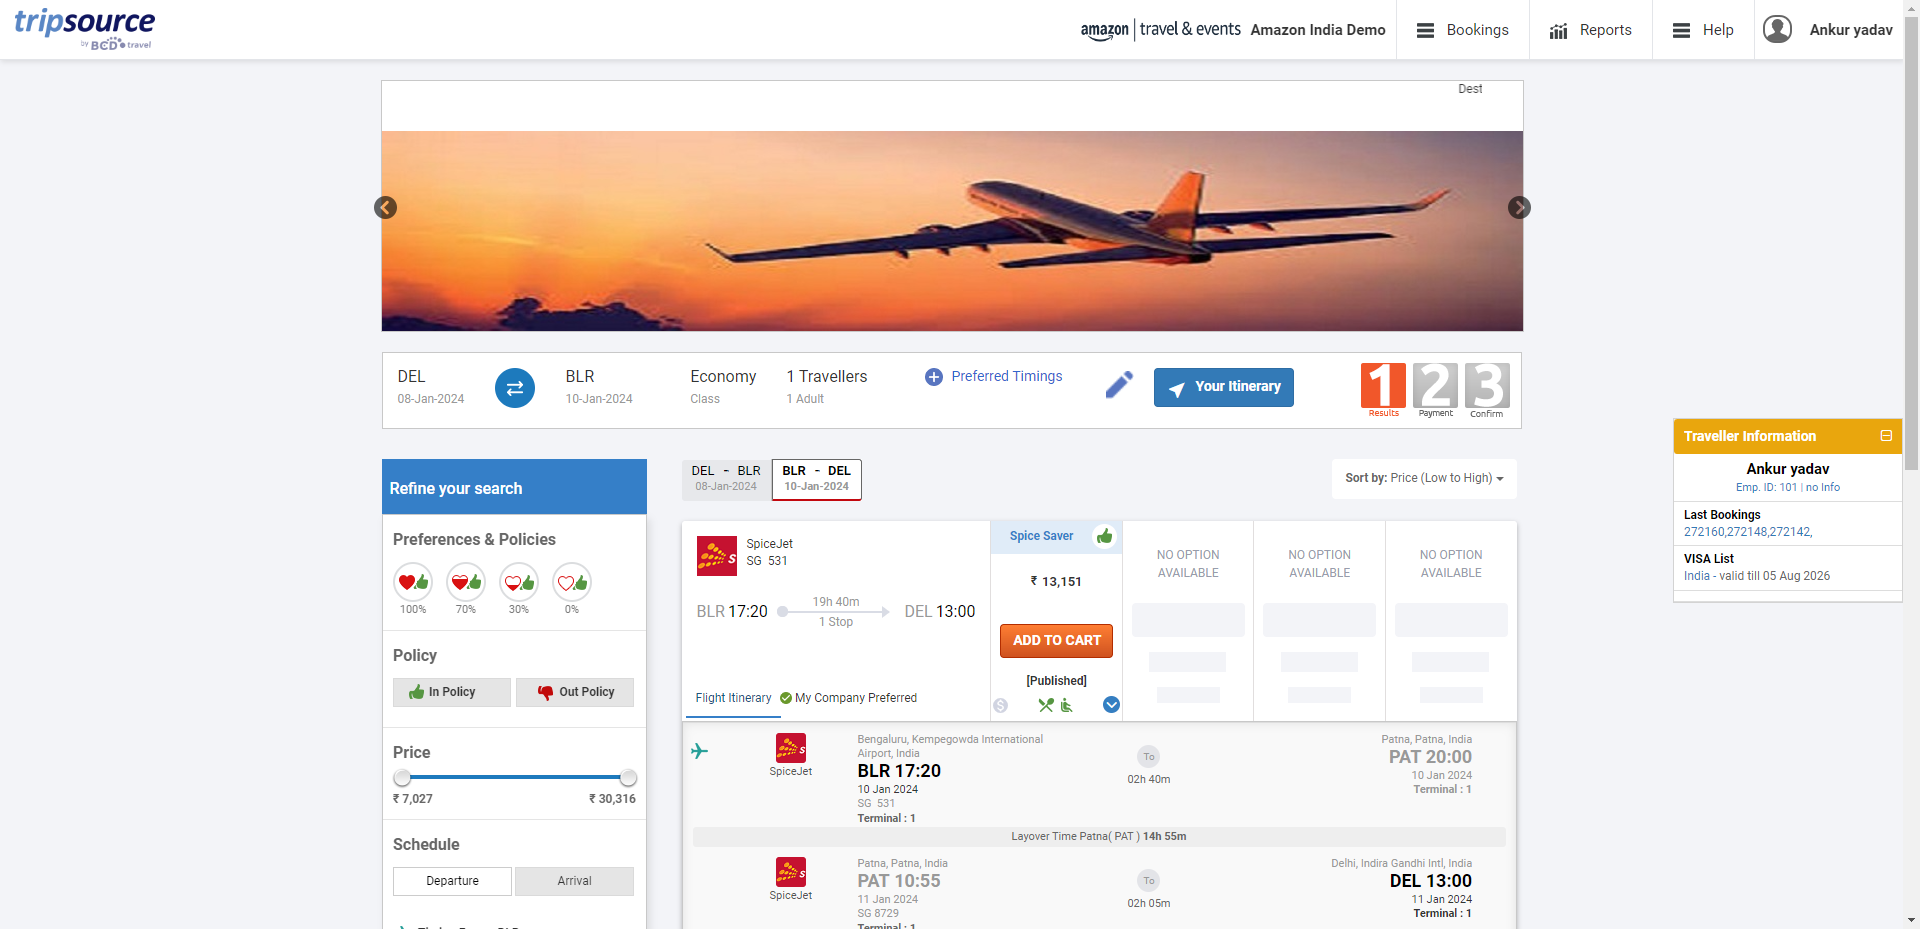 tripsource
by BCD travel
amazon | travel & events Amazon India Demo
Bookings
Reports
Help
Ankur yadav
Dest
DEL
08-Jan-2024
BLR
10-Jan-2024
Economy
Class
1 Travellers
1 Adult
Preferred Timings
Your Itinerary
1 Results
2 Payment
3 Confirm
Traveller Information
Ankur yadav
Emp. ID: 101 | no Info
Last Bookings
272160,272148,272142,
VISA List
India - valid till 05 Aug 2026
Refine your search
Preferences & Policies
100% 70% 30% 0%
Policy
In Policy Out Policy
Price
₹ 7,027 ₹ 30,316
Schedule
Departure Arrival
DEL - BLR
08-Jan-2024
BLR - DEL
10-Jan-2024
Sort by: Price (Low to High)
SpiceJet
SG 531
BLR 17:20
19h 40m
1 Stop
DEL 13:00
Flight Itinerary
My Company Preferred
Spice Saver
₹ 13,151
ADD TO CART
[Published]
NO OPTION
AVAILABLE
NO OPTION
AVAILABLE
NO OPTION
AVAILABLE
SpiceJet
Bengaluru, Kempegowda International
Airport, India
BLR 17:20
10 Jan 2024
SG 531
Terminal : 1
To
02h 40m
Patna, Patna, India
PAT 20:00
10 Jan 2024
Terminal : 1
Layover Time Patna( PAT ) 14h 55m
SpiceJet
Patna, Patna, India
PAT 10:55
11 Jan 2024
SG 8729
Terminal : 1
To
02h 05m
Delhi, Indira Gandhi Intl, India
DEL 13:00
11 Jan 2024
Terminal : 1